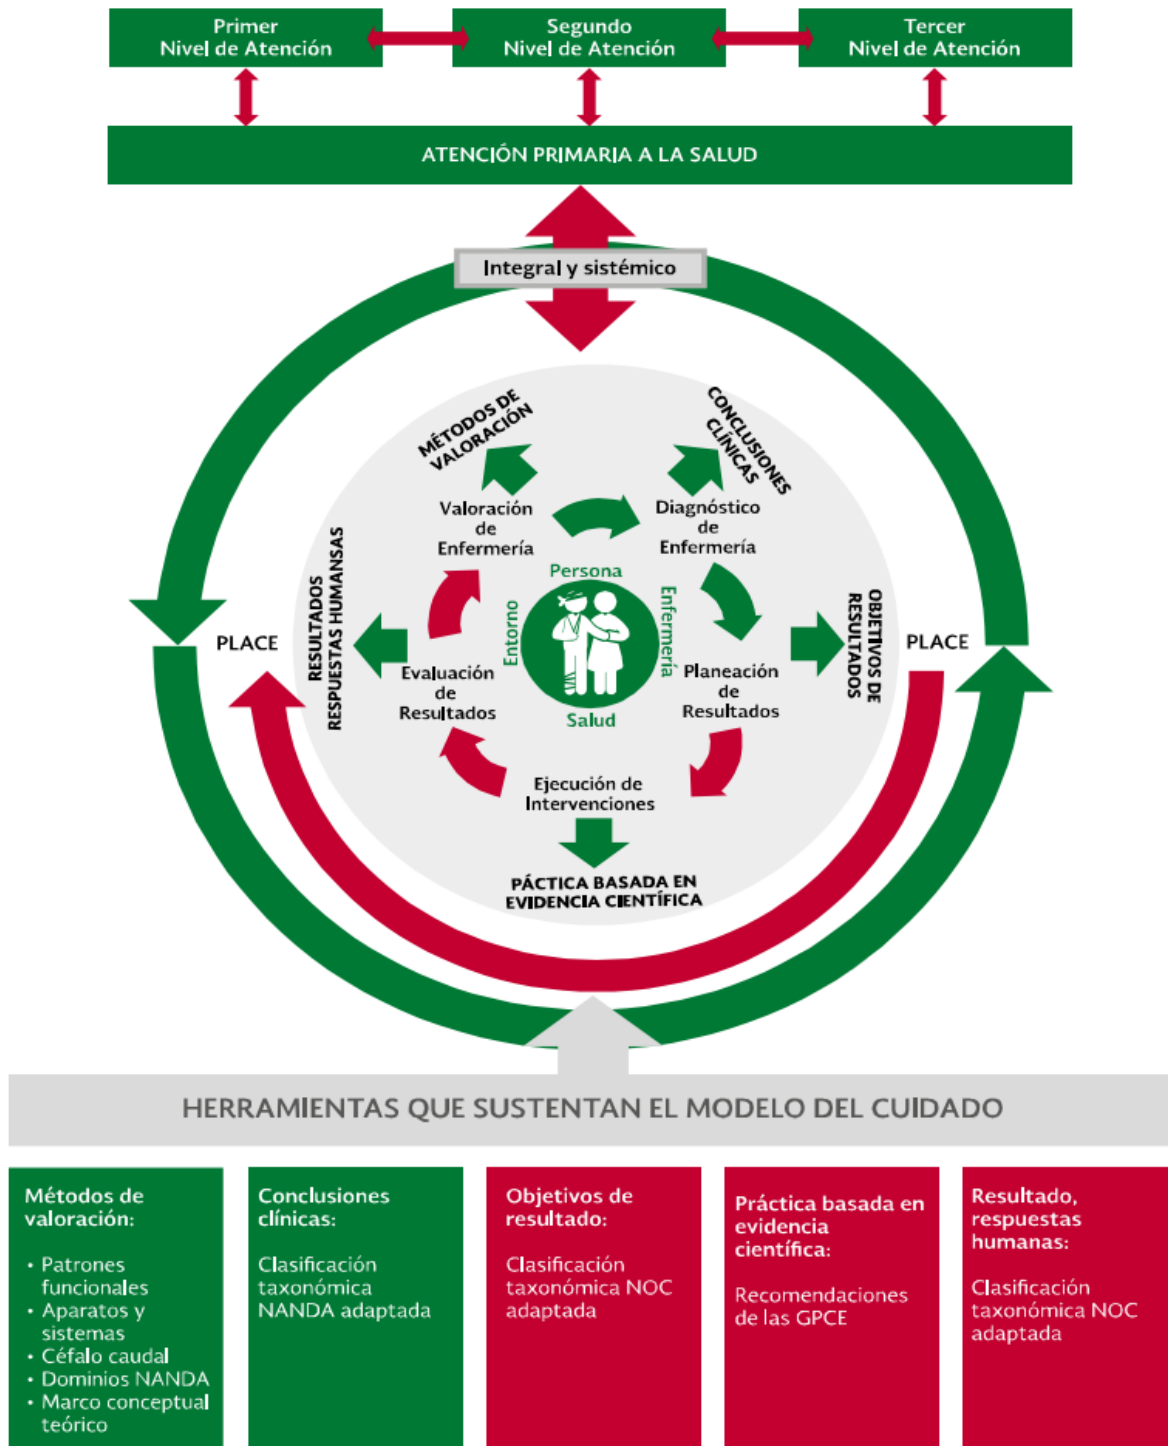 Primer
Nivel de Atención
Segundo
Nivel de Atención
Tercer
Nivel de Atención
ATENCIÓN PRIMARIA A LA SALUD
Integral y sistémico
MÉTODOS DE
VALORACIÓN
CONCLUSIONES
CLÍNICAS
Valoración
de
Enfermería
Diagnóstico
de
Enfermería
Persona
Entorno
Enfermería
Salud
RESULTADOS
RESPUESTAS HUMANSAS
OBJETIVOS DE
RESULTADOS
PLACE
PLACE
Evaluación
de
Resultados
Planeación
de
Resultados
Ejecución de
Intervenciones
PÁCTICA BASADA EN
EVIDENCIA CIENTÍFICA
HERRAMIENTAS QUE SUSTENTAN EL MODELO DEL CUIDADO
Métodos de
valoración:
• Patrones
funcionales
• Aparatos y
sistemas
• Céfalo caudal
• Dominios NANDA
• Marco conceptual
teórico
Conclusiones
clínicas:
Clasificación
taxonómica
NANDA adaptada
Objetivos de
resultado:
Clasificación
taxonómica NOC
adaptada
Práctica basada en
evidencia
científica:
Recomendaciones
de las GPCE
Resultado,
respuestas
humanas:
Clasificación
taxonómica NOC
adaptada